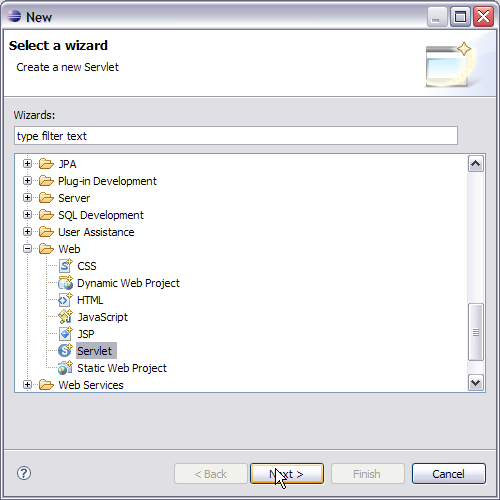 New
Select a wizard
Create a new Servlet
Wizards:
type filter text
JPA
Plug-in Development
Server
SQL Development
User Assistance
Web
CSS
Dynamic Web Project
HTML
JavaScript
JSP
Servlet
Static Web Project
Web Services
? < Back Next > Finish Cancel